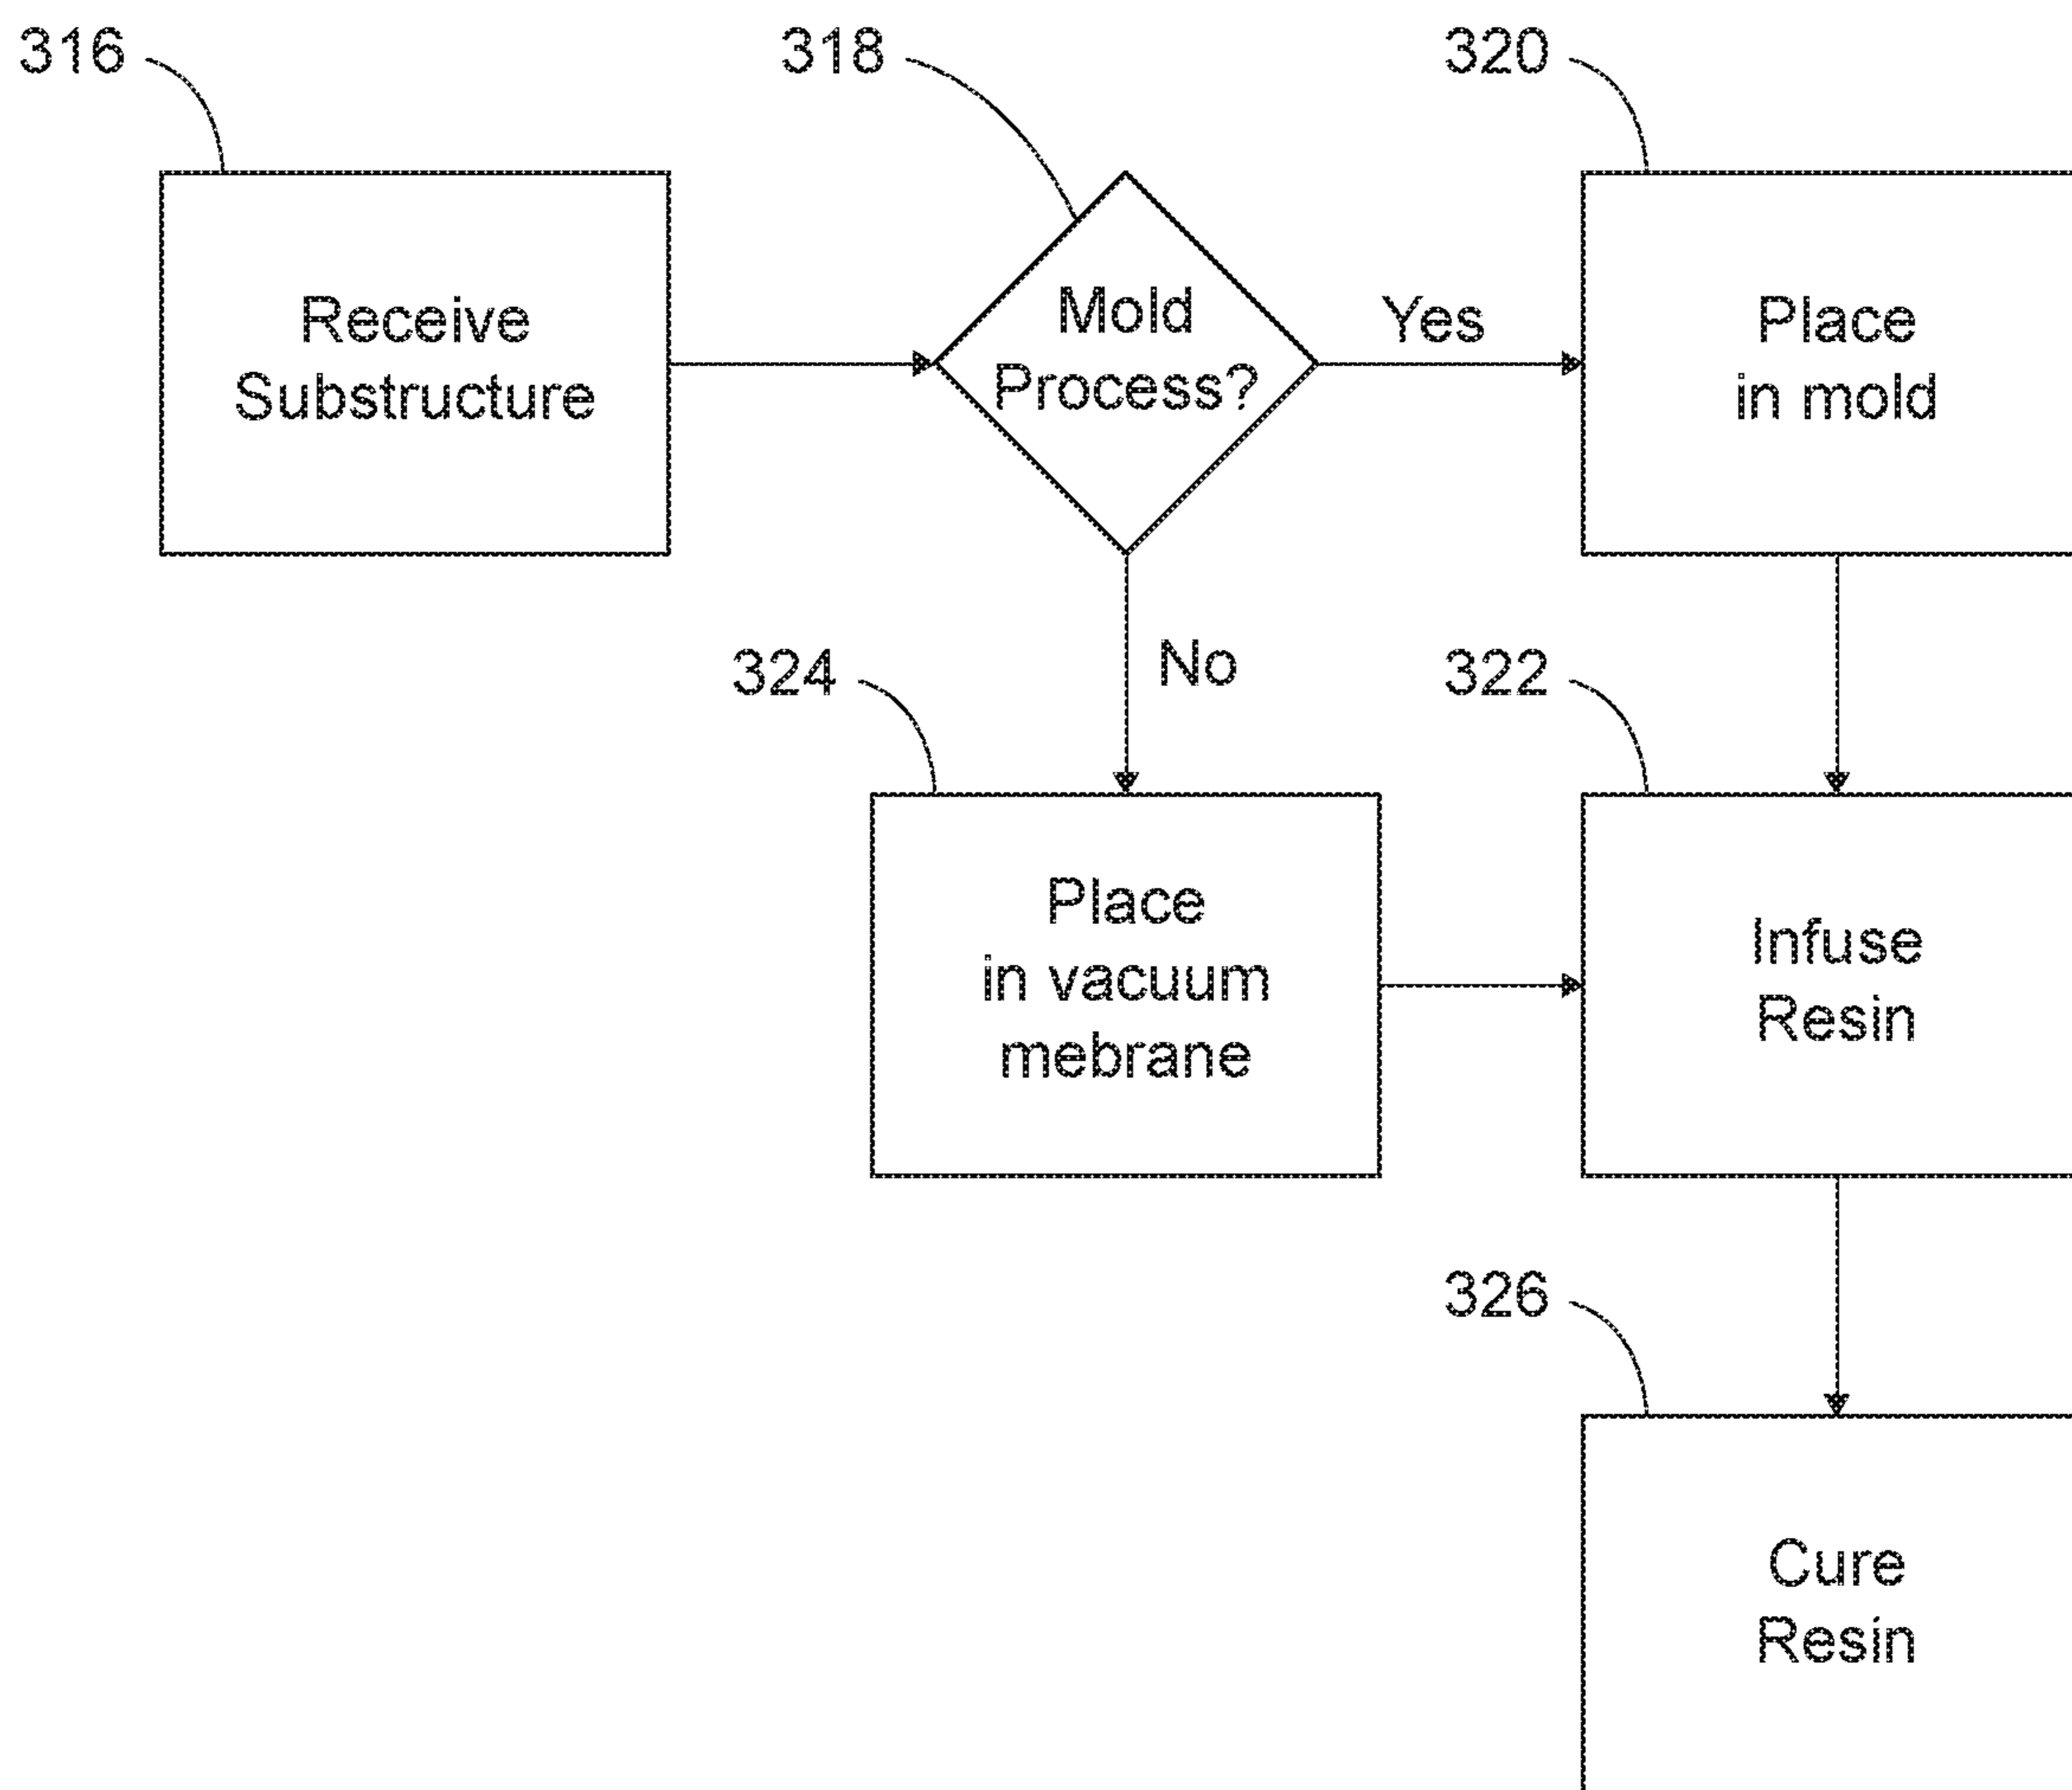 316
318
320
Receive
Substructure
Mold
Process?
Yes
Place
in mold
No
324
322
Place
in vacuum
mebrane
Infuse
Resin
326
Cure
Resin